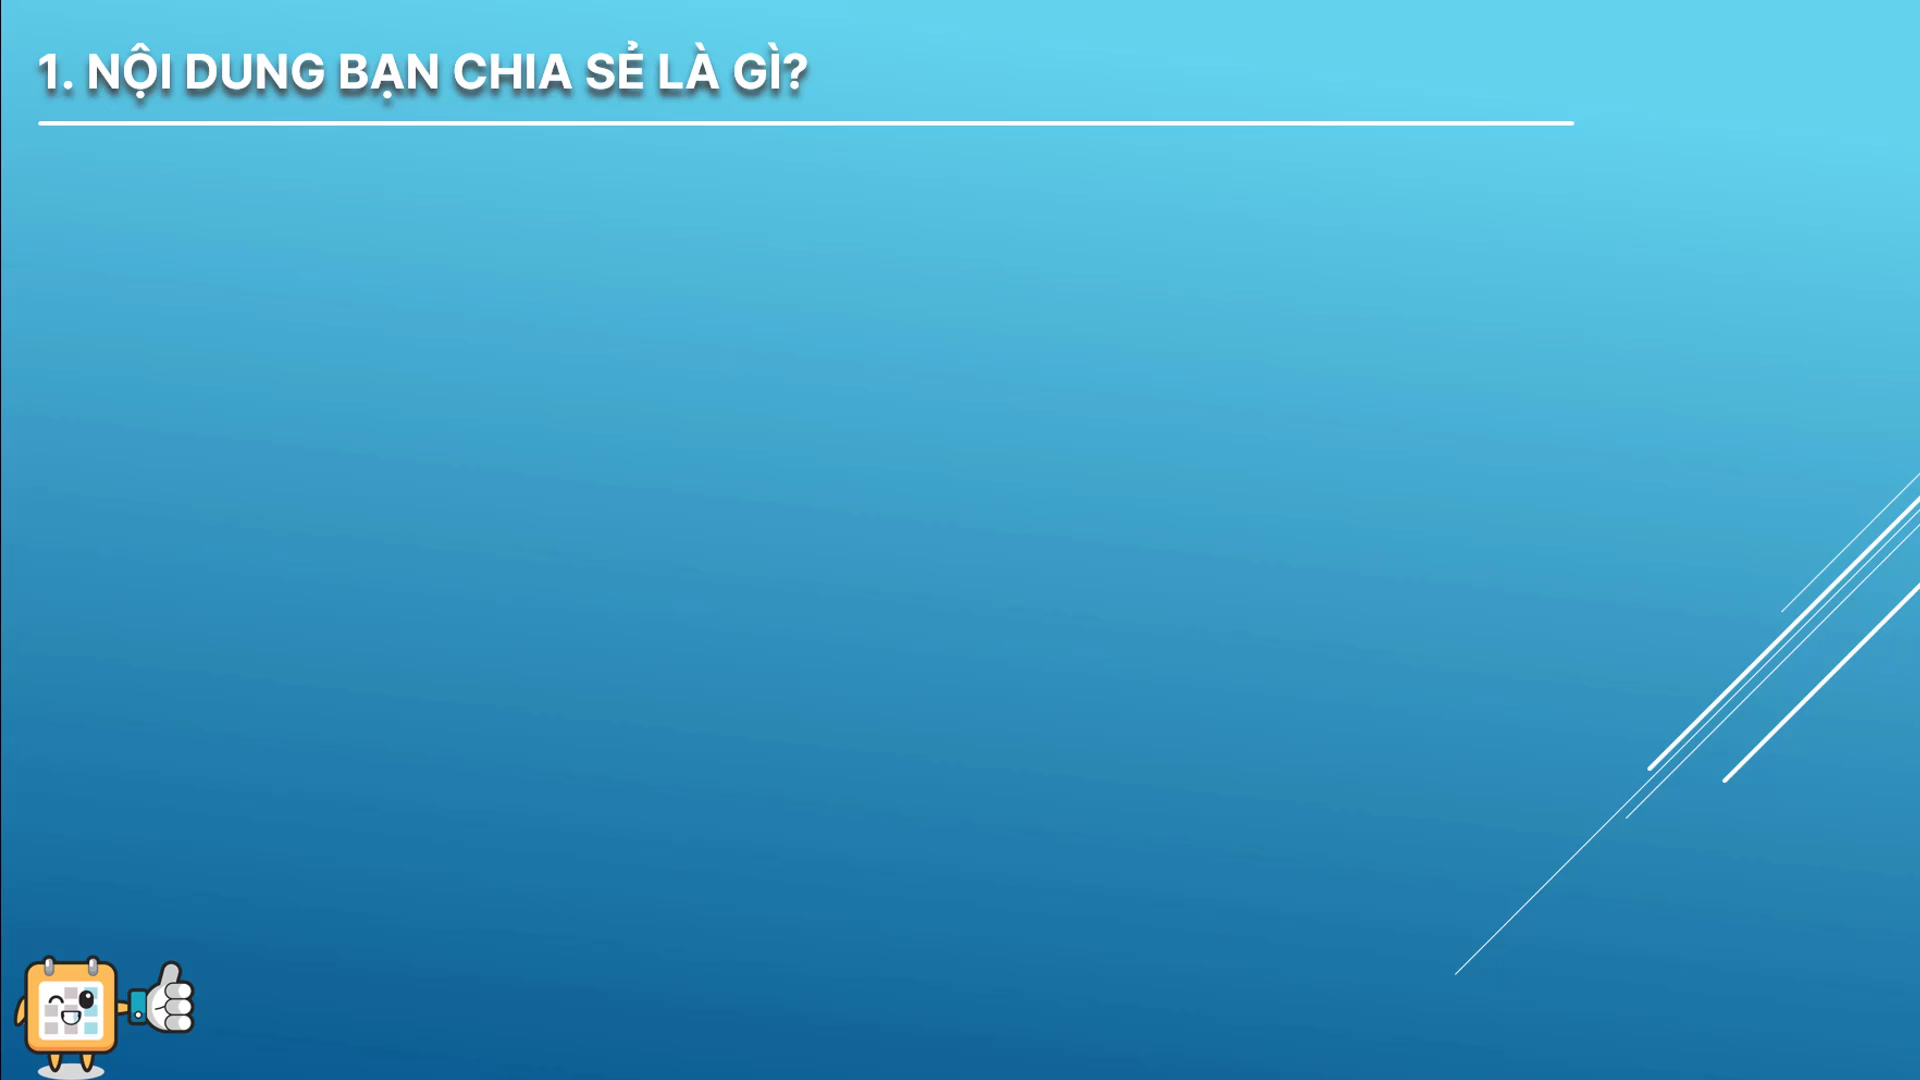 1. NỘI DUNG BẠN CHIA SẺ LÀ GÌ?